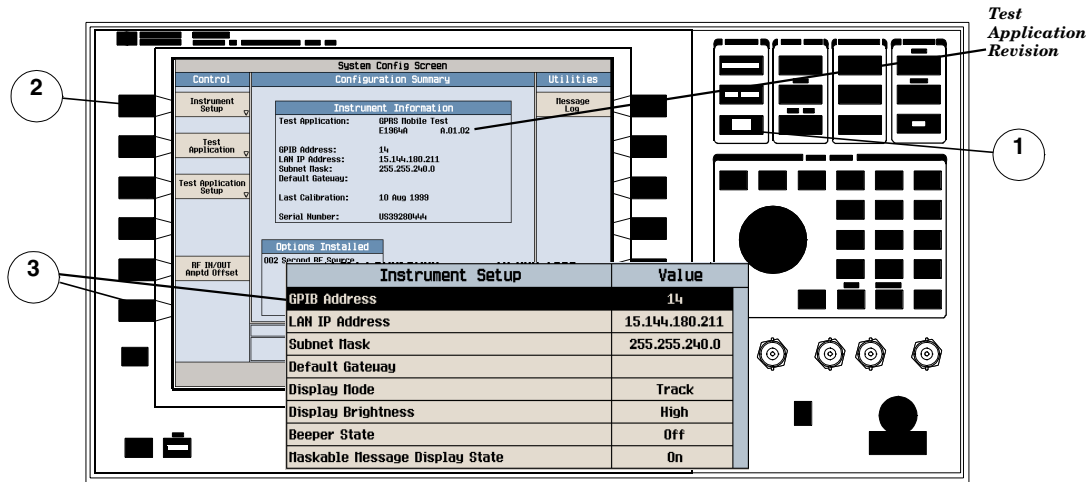 Test
Application
Revision
System Config Screen
Control
Configuration Summary
Utilities
2
Instrument
Setup
Instrument Information
Message
Log
Test Application:
GPRS Mobile Test
E1964A
A.01.02
Test
Application
GPIB Address:
14
1
LAN IP Address:
15.144.180.211
Subnet Mask:
255.255.240.0
Default Gateway:
Test Application
Setup
Last Calibration:
10 Aug 1999
Serial Number:
US39280444
Options Installed
002 Second RF Source
RF IN/OUT
Amptd Offset
3
Instrument Setup
Value
GPIB Address
14
LAN IP Address
15.144.180.211
Subnet Mask
255.255.240.0
Default Gateway
Display Mode
Track
Display Brightness
High
Beeper State
Off
Maskable Message Display State
On